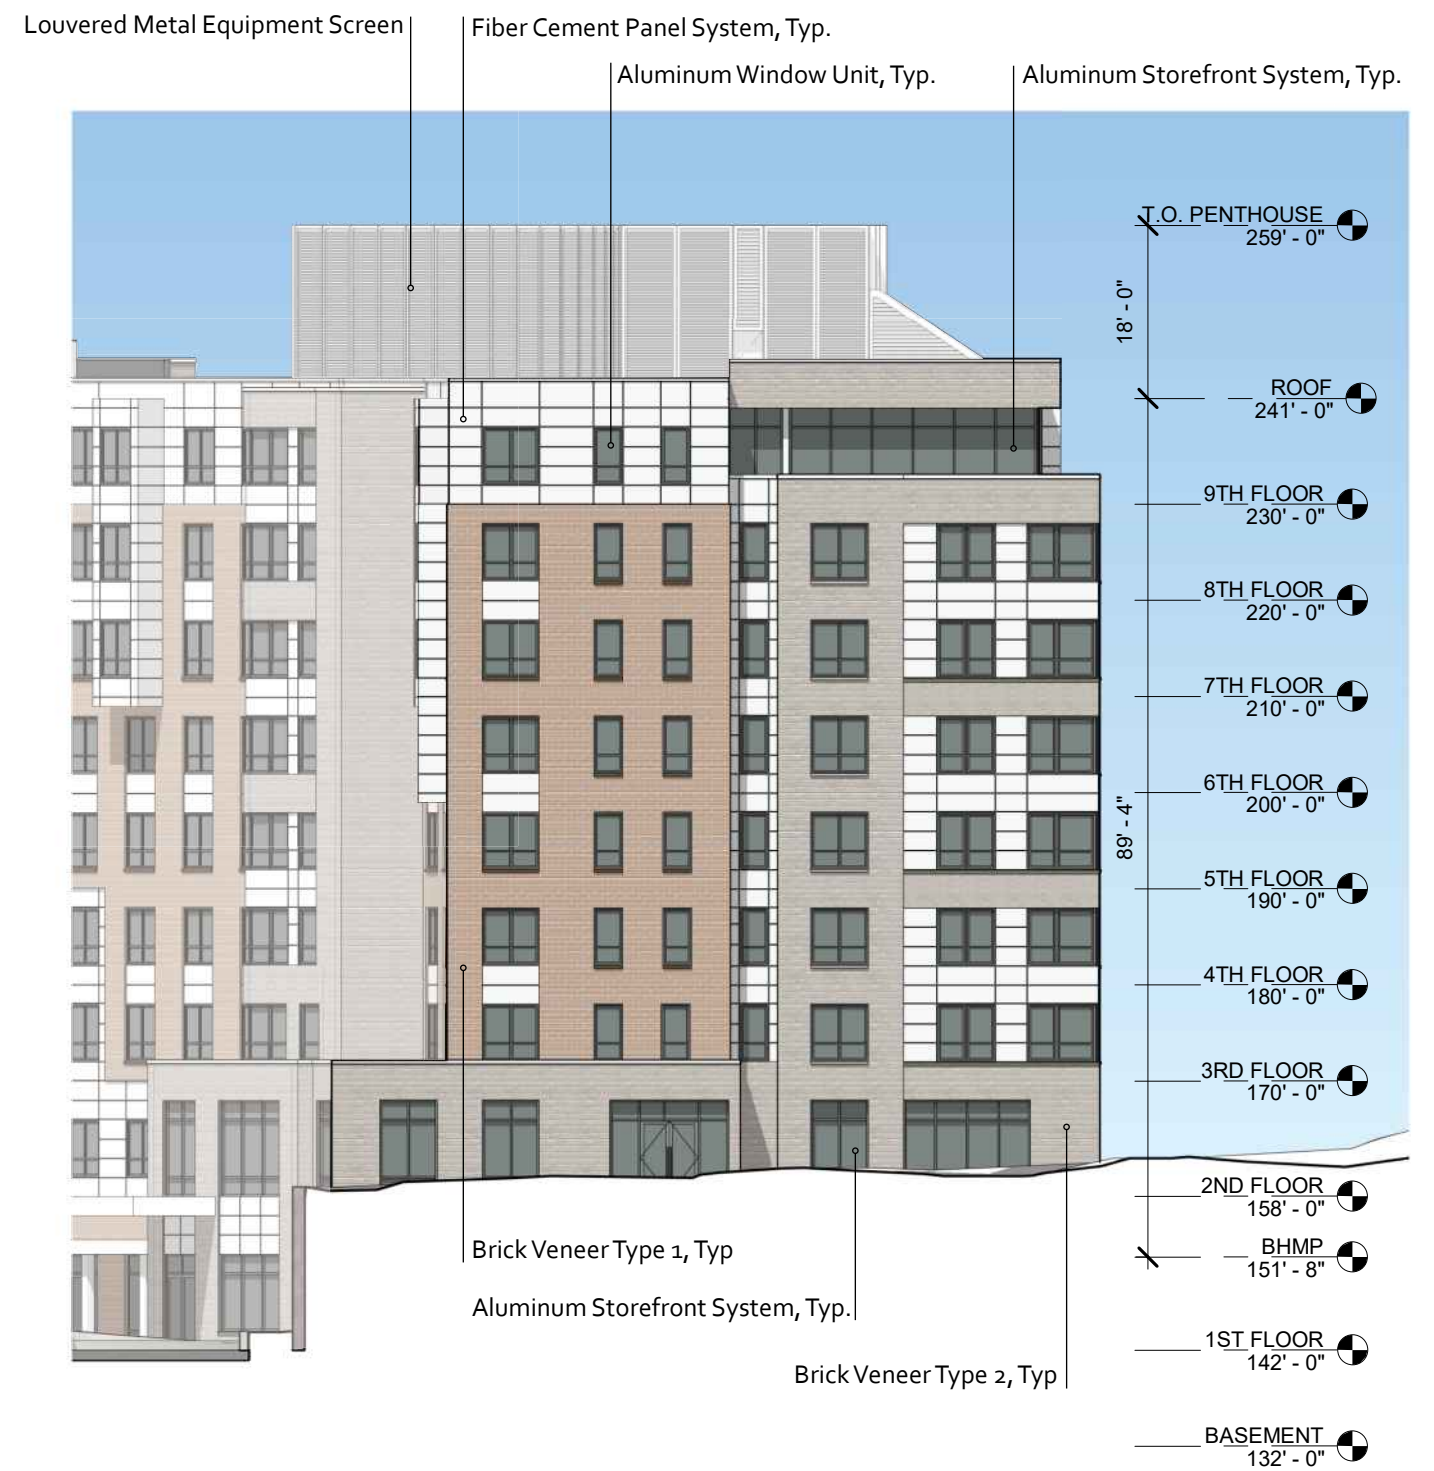 Louvered Metal Equipment Screen
Fiber Cement Panel System, Typ.
Aluminum Window Unit, Typ.
Aluminum Storefront System, Typ.
T.O. PENTHOUSE
259' - 0"
18' - 0"
ROOF
241' - 0"
9TH FLOOR
230' - 0"
8TH FLOOR
220' - 0"
7TH FLOOR
210' - 0"
6TH FLOOR
200' - 0"
89' - 4"
5TH FLOOR
190' - 0"
4TH FLOOR
180' - 0"
3RD FLOOR
170' - 0"
2ND FLOOR
158' - 0"
BHMP
151' - 8"
Brick Veneer Type 1, Typ
Aluminum Storefront System, Typ.
1ST FLOOR
142' - 0"
Brick Veneer Type 2, Typ
BASEMENT
132' - 0"